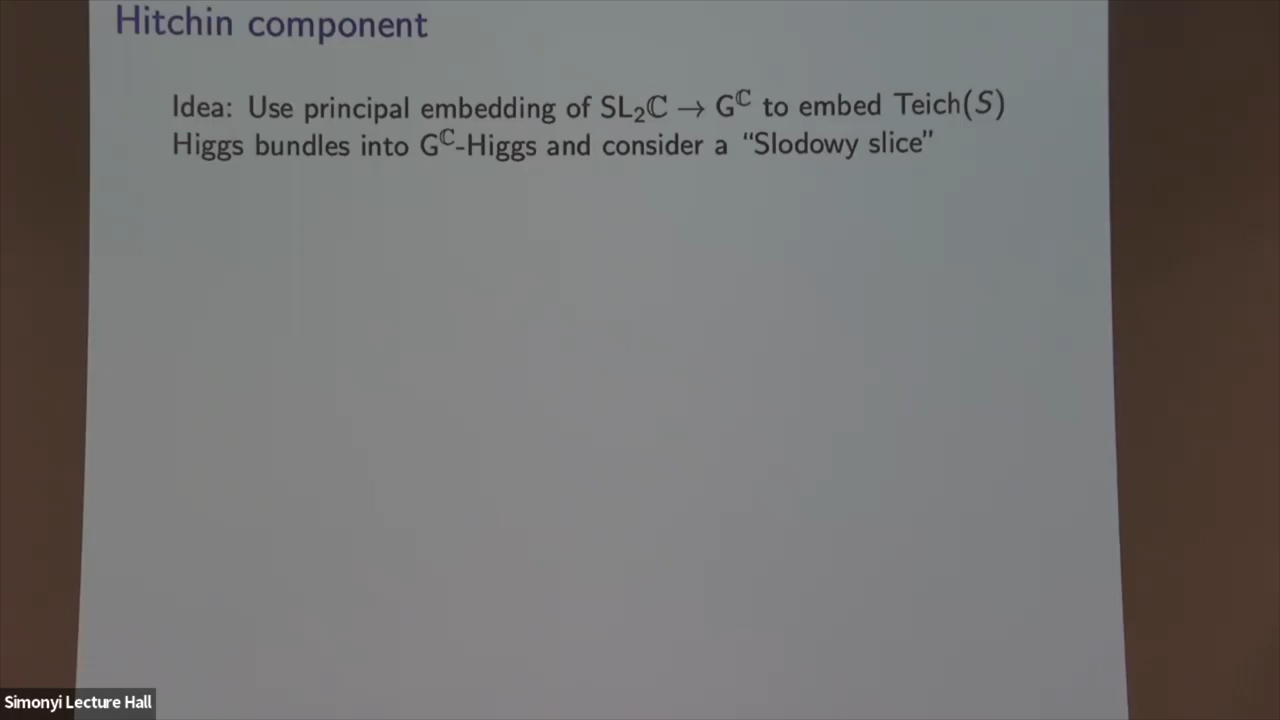 Hitchin component
Idea: Use principal embedding of SL₂ℂ → G^ℂ to embed Teich(S)
Higgs bundles into G^ℂ-Higgs and consider a “Slodowy slice”
Simonyi Lecture Hall